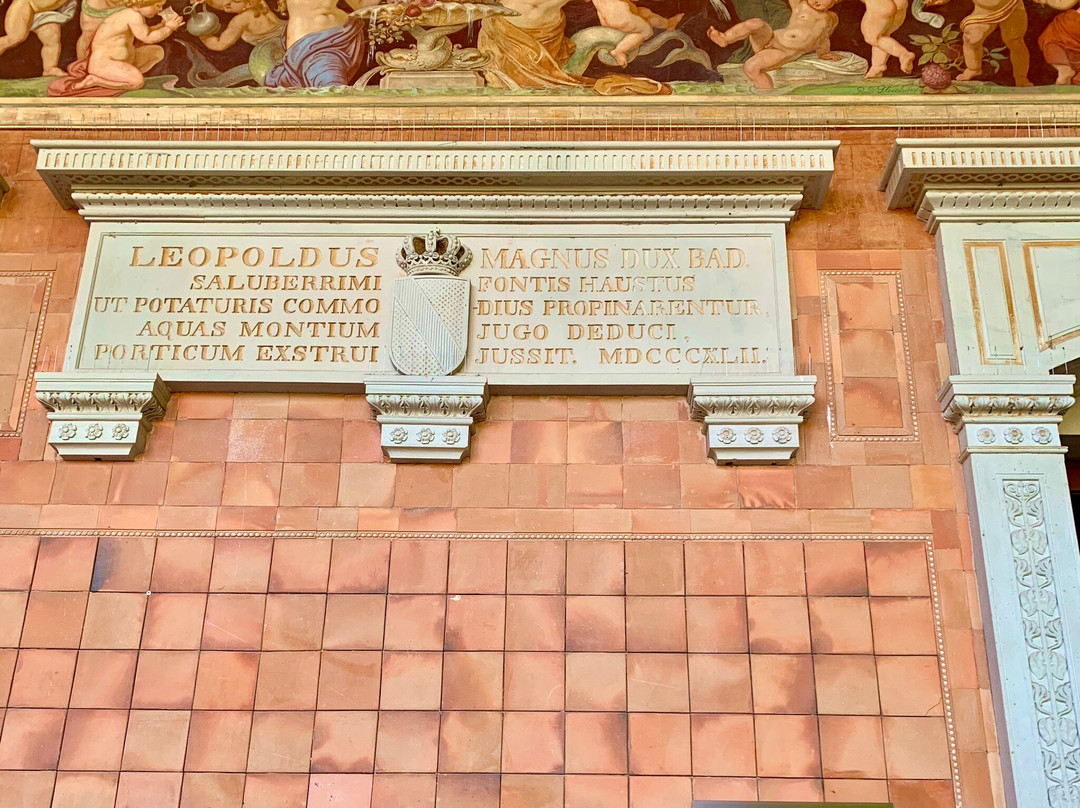 LEOPOLDUS MAGNUS DUX BAD.
SALUBERRIMI FONTIS HAUSTUS
UT POTATURIS COMMODIUS PROPINARENTUR,
AQUAS MONTIUM JUGO DEDUCI,
PORTICUM EXSTRUI JUSSIT. MDCCCXLII.